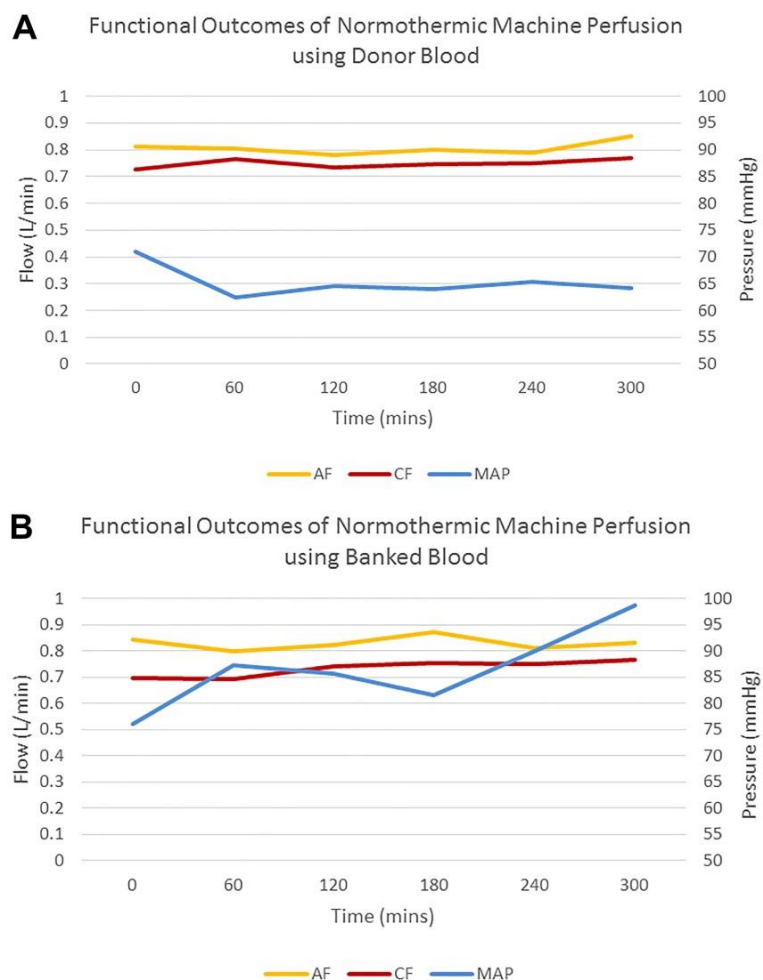 A
Functional Outcomes of Normothermic Machine Perfusion
using Donor Blood
Flow (L/min)
1
0.9
0.8
0.7
0.6
0.5
0.4
0.3
0.2
0.1
0
100
95
90
85
80
75
70
65
60
55
50
Pressure (mmHg)
0 60 120 180 240 300
Time (mins)
AF CF MAP
B
Functional Outcomes of Normothermic Machine Perfusion
using Banked Blood
Flow (L/min)
1
0.9
0.8
0.7
0.6
0.5
0.4
0.3
0.2
0.1
0
100
95
90
85
80
75
70
65
60
55
50
Pressure (mmHg)
0 60 120 180 240 300
Time (mins)
AF CF MAP